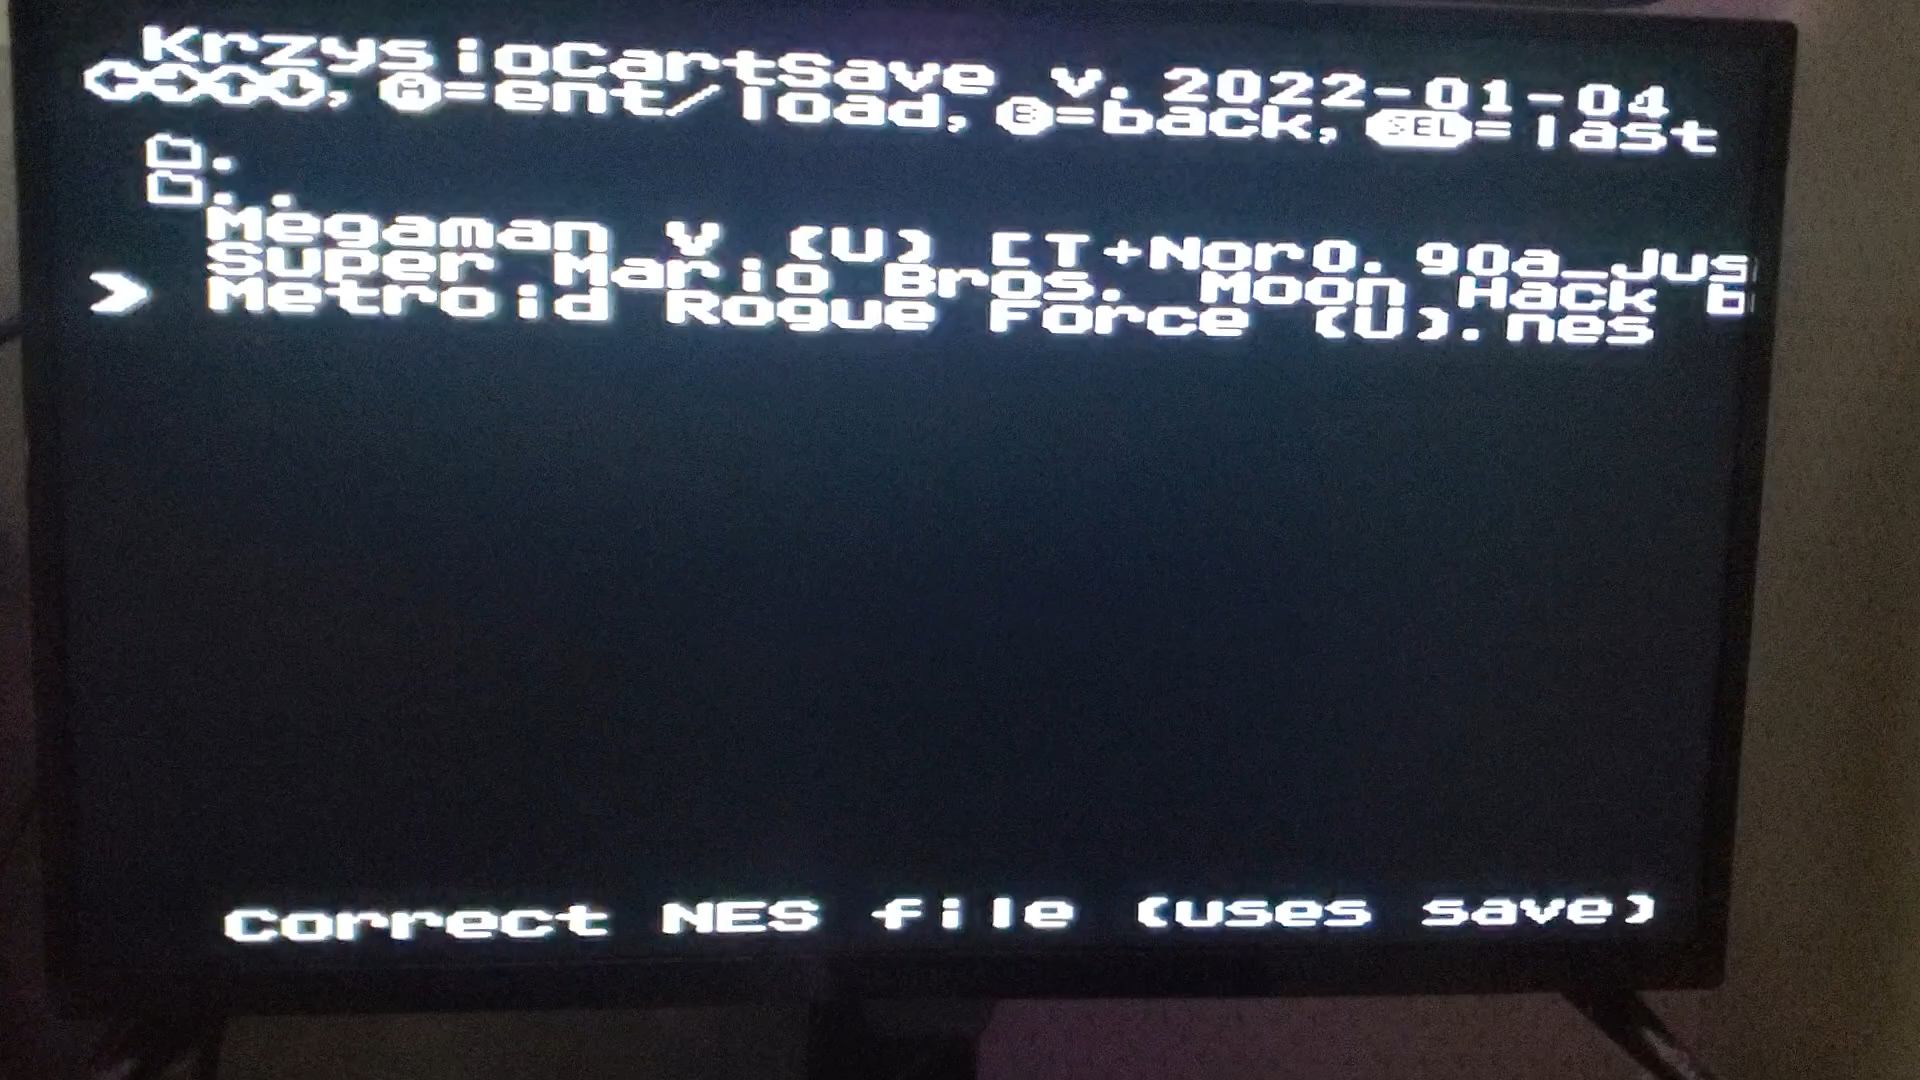 KrzysioCartSave v. 2022-01-04
←→↑↓, A=ent/load, B=back, SEL=last
.
..
Megaman V (U) [T+Nor0.90a_Jus
Super Mario Bros. Moon Hack b
> Metroid Rogue Force (U).nes
Correct NES file (uses save)